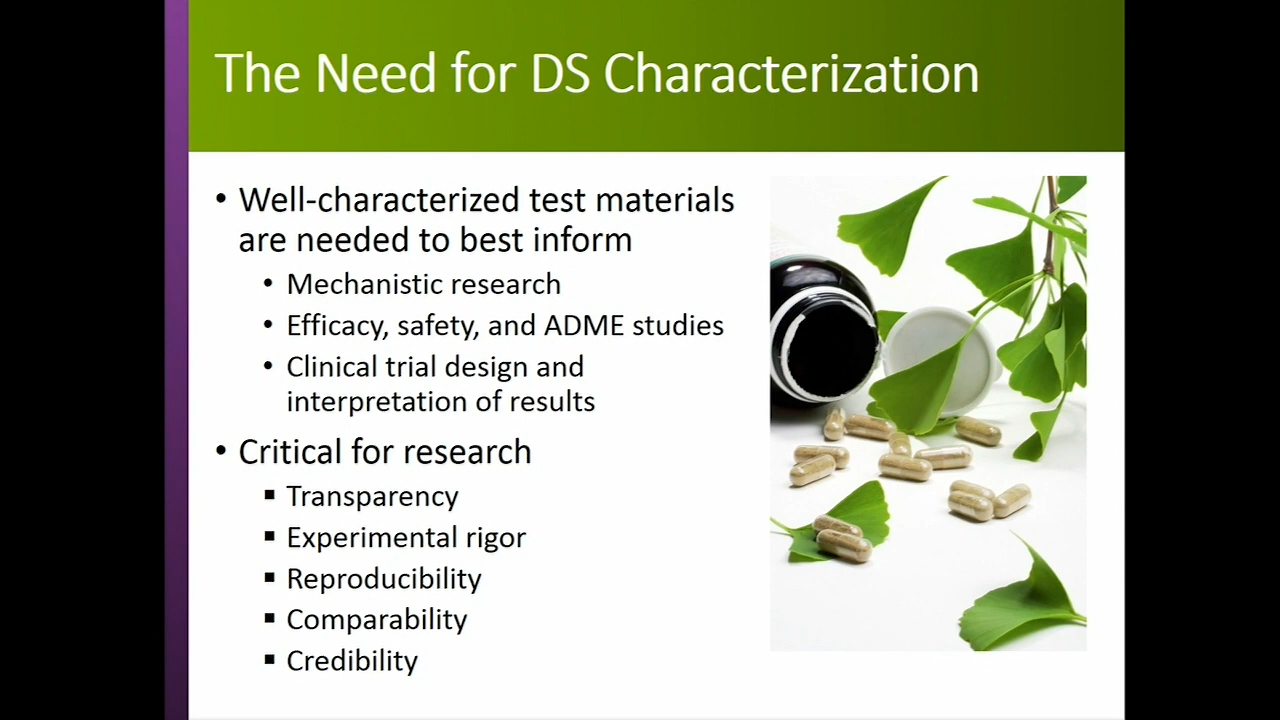 The Need for DS Characterization
• Well-characterized test materials
are needed to best inform
• Mechanistic research
• Efficacy, safety, and ADME studies
• Clinical trial design and
interpretation of results
• Critical for research
▪ Transparency
▪ Experimental rigor
▪ Reproducibility
▪ Comparability
▪ Credibility